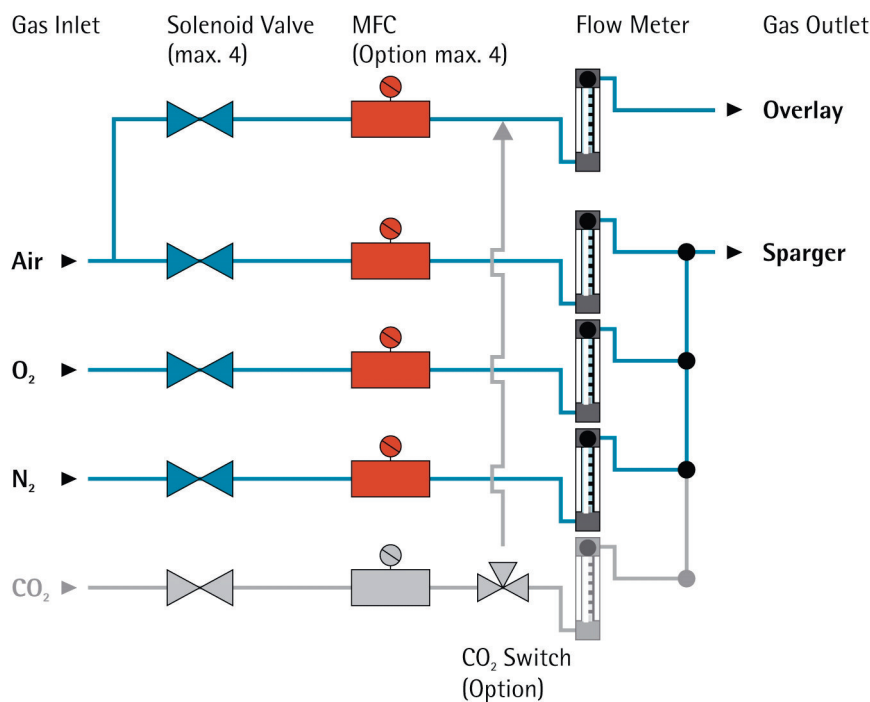 Gas Inlet
Solenoid Valve
(max. 4)
MFC
(Option max. 4)
Flow Meter
Gas Outlet
Overlay
Air
Sparger
O₂
N₂
CO₂
CO₂ Switch
(Option)